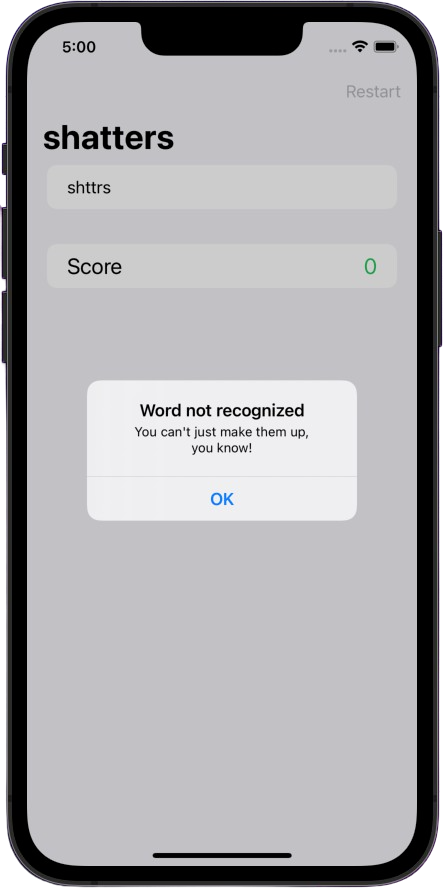 5:00
Restart
shatters
shttrs
Score 0
Word not recognized
You can't just make them up,
you know!
OK